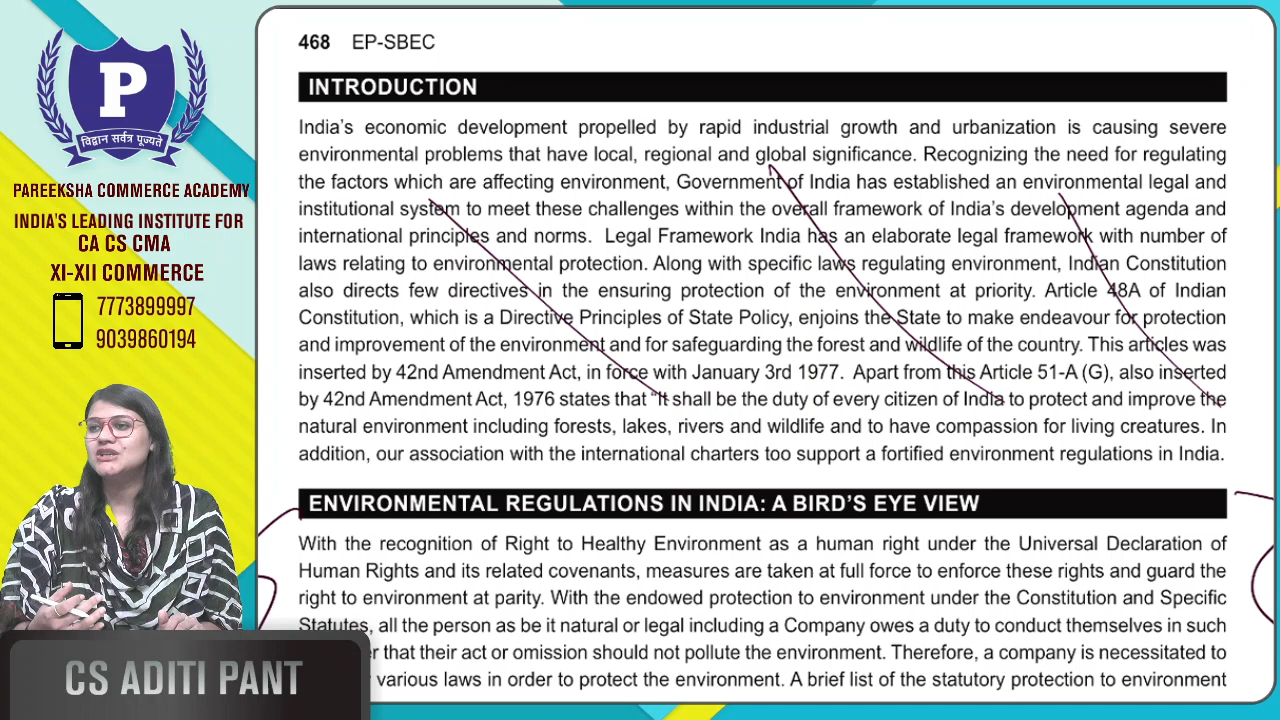 P
विद्वान सर्वत्र पूज्यते
PAREEKSHA COMMERCE ACADEMY
INDIA'S LEADING INSTITUTE FOR
CA CS CMA
XI-XII COMMERCE
7773899997
9039860194
CS ADITI PANT
468 EP-SBEC
INTRODUCTION
India's economic development propelled by rapid industrial growth and urbanization is causing severe
environmental problems that have local, regional and global significance. Recognizing the need for regulating
the factors which are affecting environment, Government of India has established an environmental legal and
institutional system to meet these challenges within the overall framework of India's development agenda and
international principles and norms. Legal Framework India has an elaborate legal framework with number of
laws relating to environmental protection. Along with specific laws regulating environment, Indian Constitution
also directs few directives in the ensuring protection of the environment at priority. Article 48A of Indian
Constitution, which is a Directive Principles of State Policy, enjoins the State to make endeavour for protection
and improvement of the environment and for safeguarding the forest and wildlife of the country. This articles was
inserted by 42nd Amendment Act, in force with January 3rd 1977. Apart from this Article 51-A (G), also inserted
by 42nd Amendment Act, 1976 states that "It shall be the duty of every citizen of India to protect and improve the
natural environment including forests, lakes, rivers and wildlife and to have compassion for living creatures. In
addition, our association with the international charters too support a fortified environment regulations in India.
ENVIRONMENTAL REGULATIONS IN INDIA: A BIRD'S EYE VIEW
With the recognition of Right to Healthy Environment as a human right under the Universal Declaration of
Human Rights and its related covenants, measures are taken at full force to enforce these rights and guard the
right to environment at parity. With the endowed protection to environment under the Constitution and Specific
Statutes, all the person as be it natural or legal including a Company owes a duty to conduct themselves in such
that their act or omission should not pollute the environment. Therefore, a company is necessitated to
various laws in order to protect the environment. A brief list of the statutory protection to environment